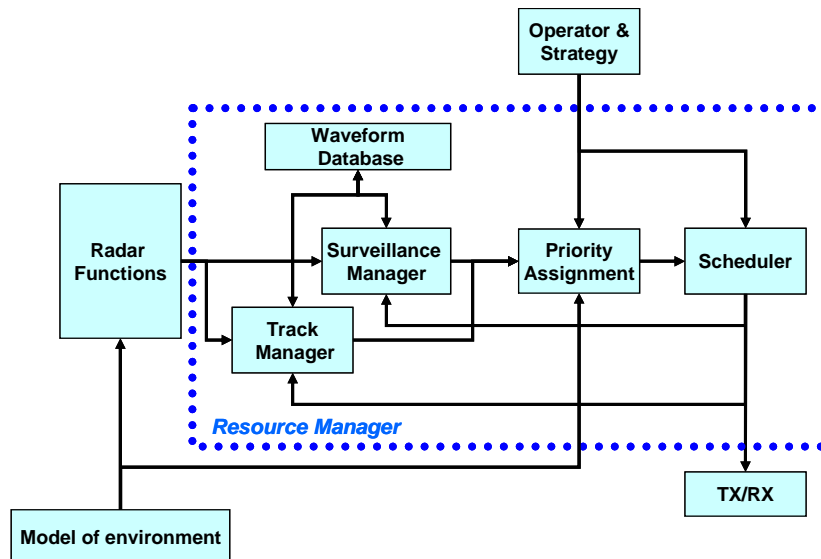 Operator &
Strategy
Waveform
Database
Radar
Functions
Surveillance
Manager
Priority
Assignment
Scheduler
Track
Manager
Resource Manager
TX/RX
Model of environment